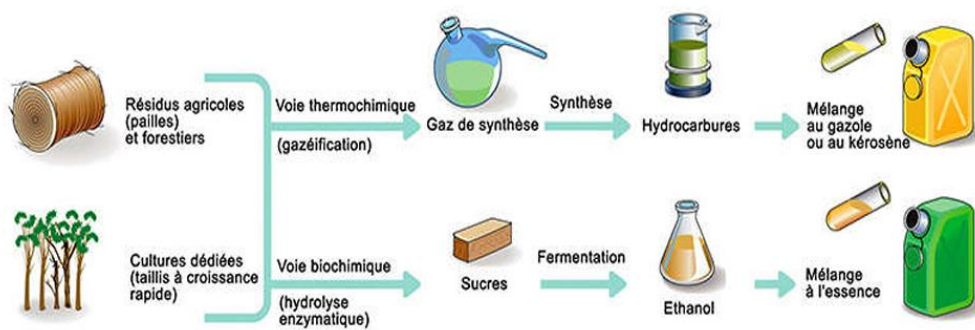 Résidus agricoles
(pailles)
et forestiers
Voie thermochimique
(gazéification)
Gaz de synthèse
Synthèse
Hydrocarbures
Mélange
au gazole
ou au kérosène
Cultures dédiées
(taillis à croissance
rapide)
Voie biochimique
(hydrolyse
enzymatique)
Sucres
Fermentation
Ethanol
Mélange
à l'essence